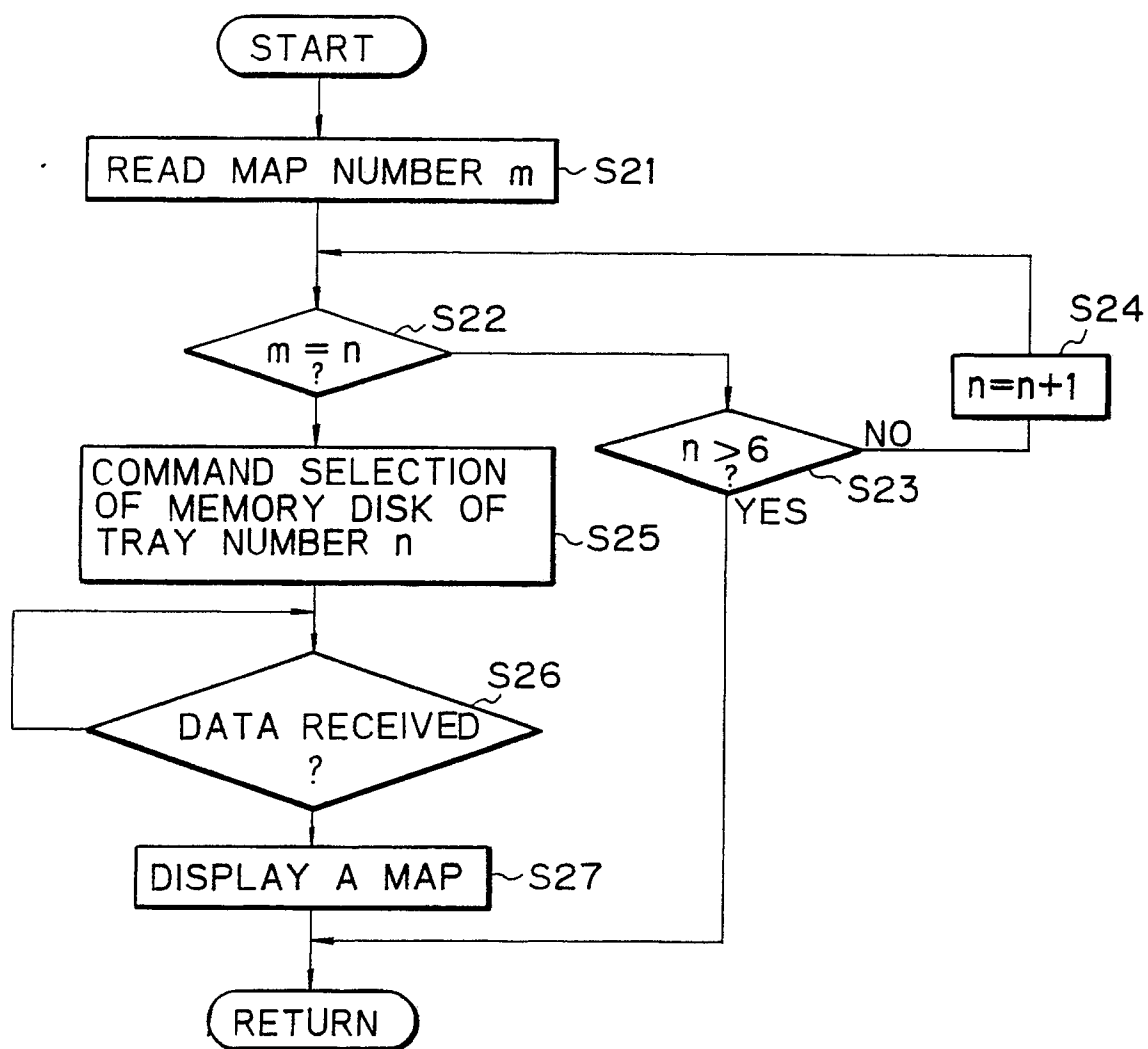 START
READ MAP NUMBER m
S21
S22
m = n
?
S24
n=n+1
n > 6
?
NO
S23
YES
COMMAND SELECTION
OF MEMORY DISK OF
TRAY NUMBER n
S25
S26
DATA RECEIVED
?
DISPLAY A MAP
S27
RETURN